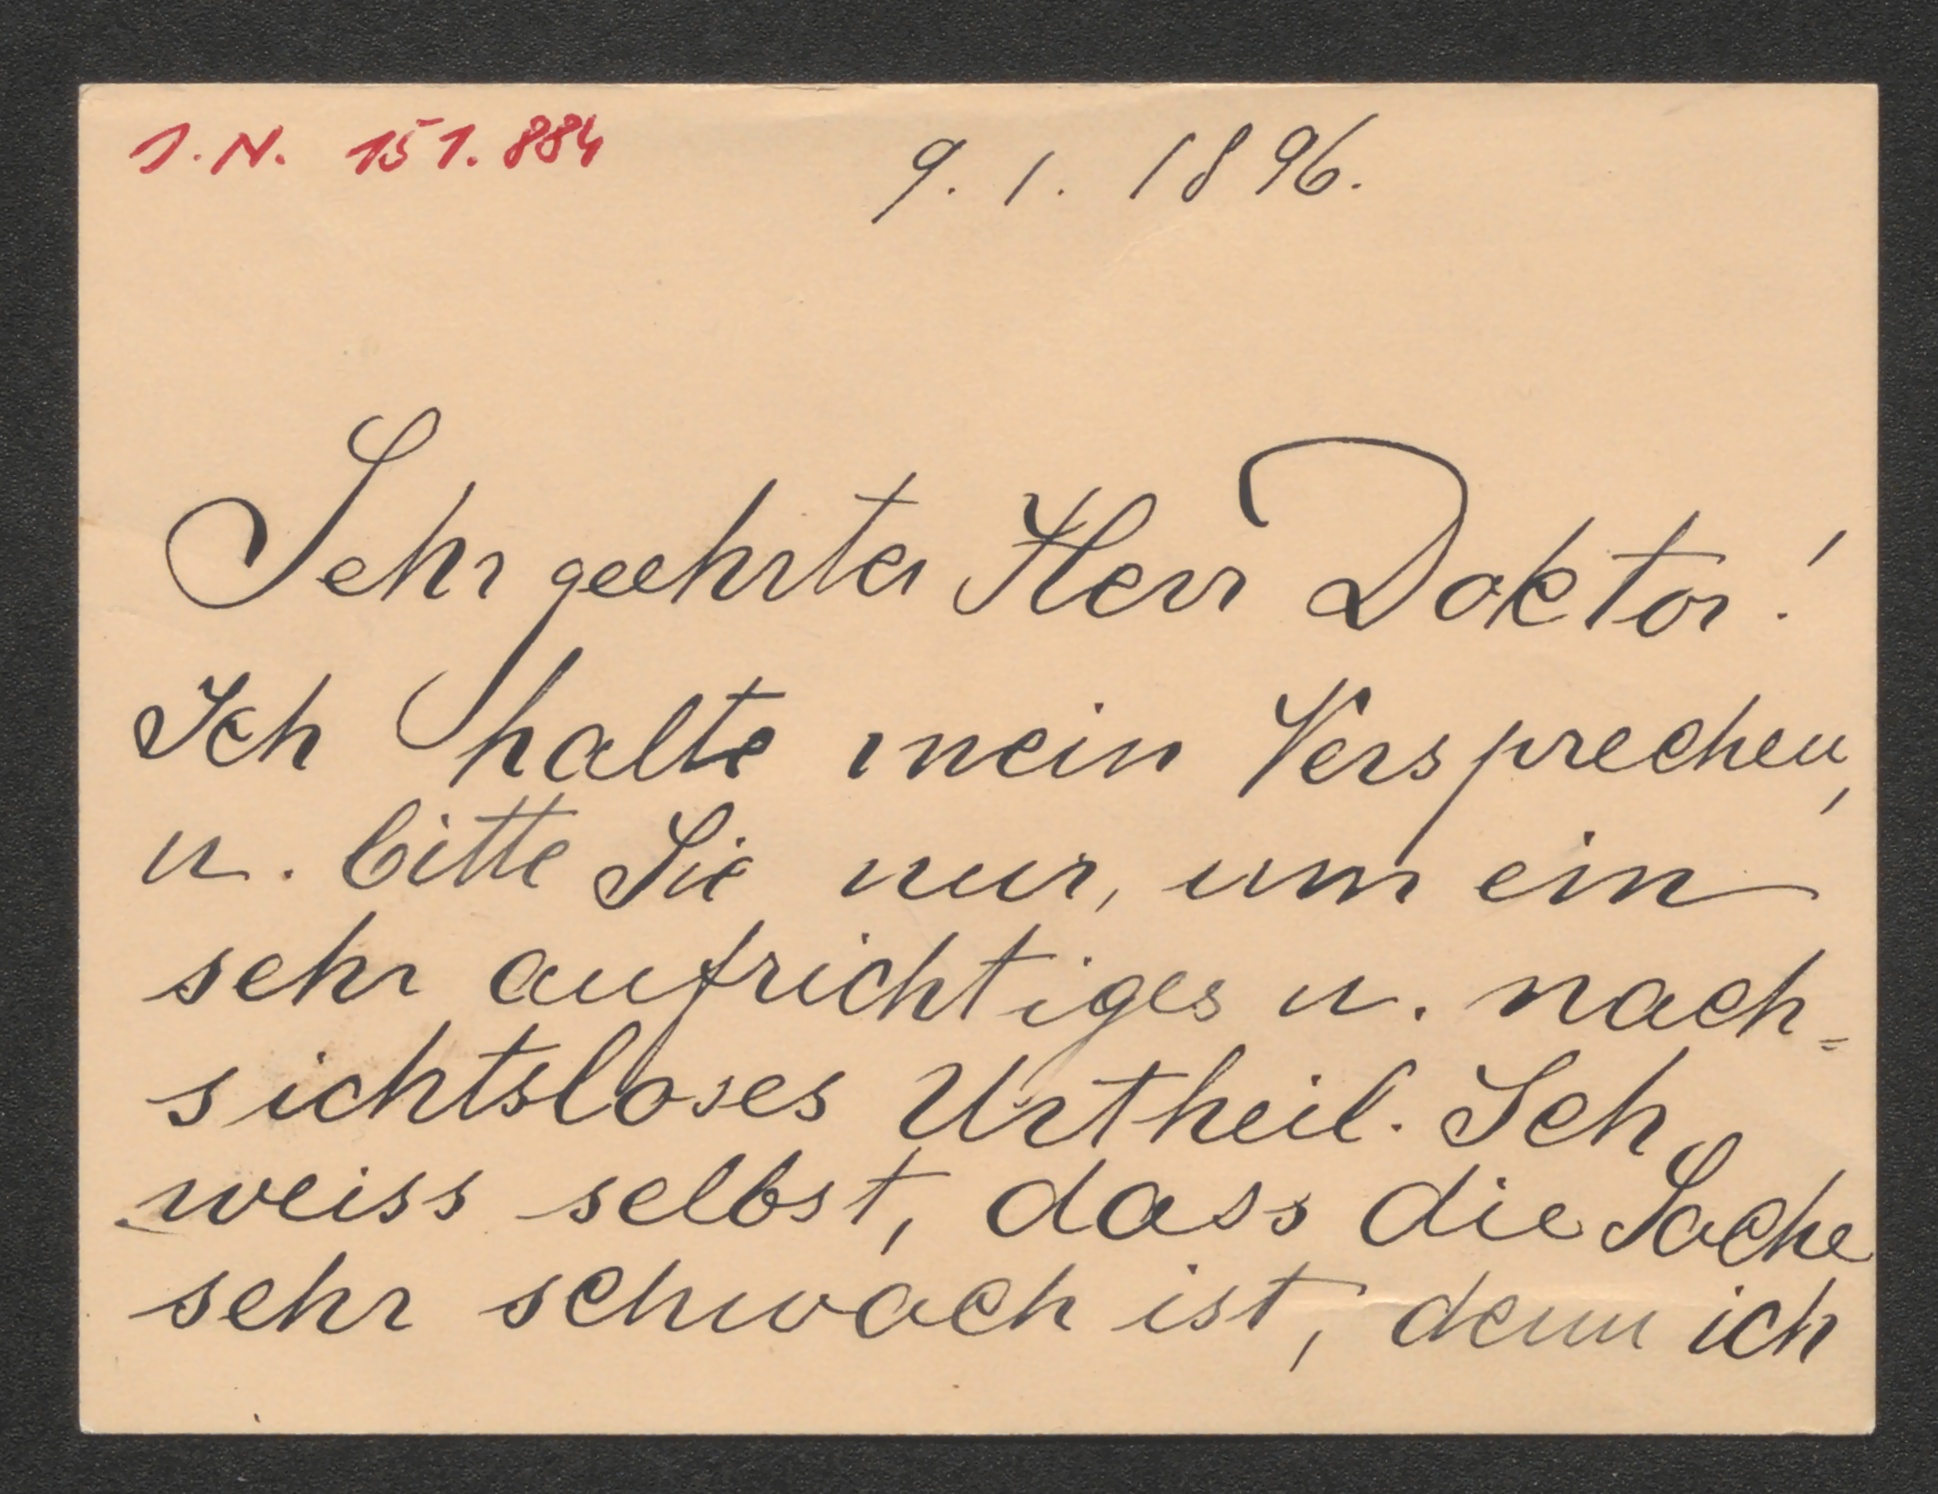 J. N. 151.884
9. 1. 1896.
Sehr geehrter Herr Doktor!
Ich halte mein Versprechen,
u. bitte Sie nur, um ein
sehr aufrichtiges u. nach=
sichtsloses Urtheil. Ich
weiss selbst, dass die Sache
sehr schwach ist, denn ich